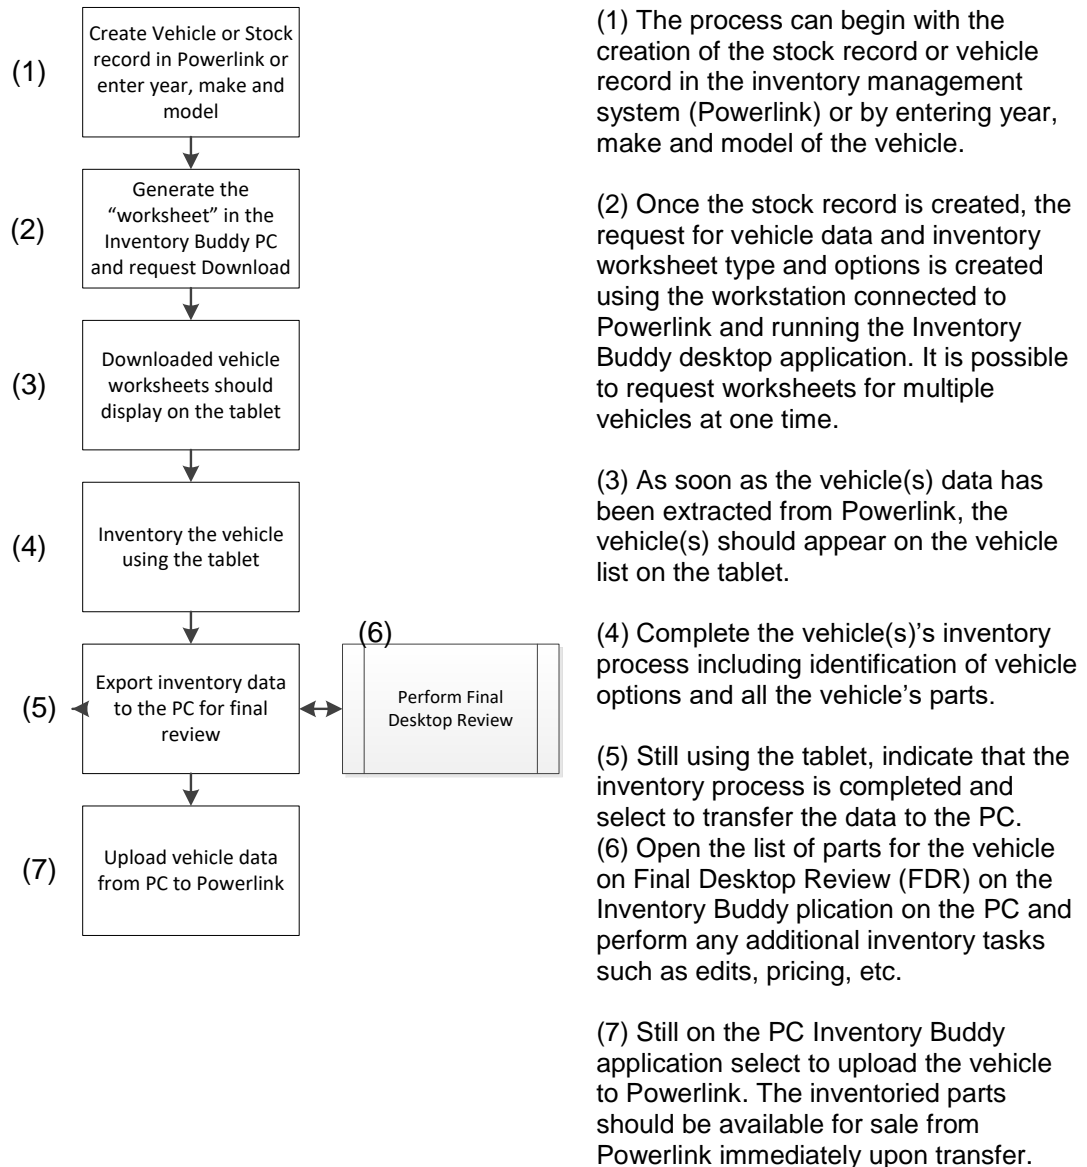 (1)
Create Vehicle or Stock
record in Powerlink or
enter year, make and
model
(2)
Generate the
“worksheet” in the
Inventory Buddy PC
and request Download
(3)
Downloaded vehicle
worksheets should
display on the tablet
(4)
Inventory the vehicle
using the tablet
(5)
Export inventory data
to the PC for final
review
(6)
Perform Final
Desktop Review
(7)
Upload vehicle data
from PC to Powerlink
(1) The process can begin with the
creation of the stock record or vehicle
record in the inventory management
system (Powerlink) or by entering year,
make and model of the vehicle.
(2) Once the stock record is created, the
request for vehicle data and inventory
worksheet type and options is created
using the workstation connected to
Powerlink and running the Inventory
Buddy desktop application. It is possible
to request worksheets for multiple
vehicles at one time.
(3) As soon as the vehicle(s) data has
been extracted from Powerlink, the
vehicle(s) should appear on the vehicle
list on the tablet.
(4) Complete the vehicle(s)’s inventory
process including identification of vehicle
options and all the vehicle’s parts.
(5) Still using the tablet, indicate that the
inventory process is completed and
select to transfer the data to the PC.
(6) Open the list of parts for the vehicle
on Final Desktop Review (FDR) on the
Inventory Buddy plication on the PC and
perform any additional inventory tasks
such as edits, pricing, etc.
(7) Still on the PC Inventory Buddy
application select to upload the vehicle
to Powerlink. The inventoried parts
should be available for sale from
Powerlink immediately upon transfer.